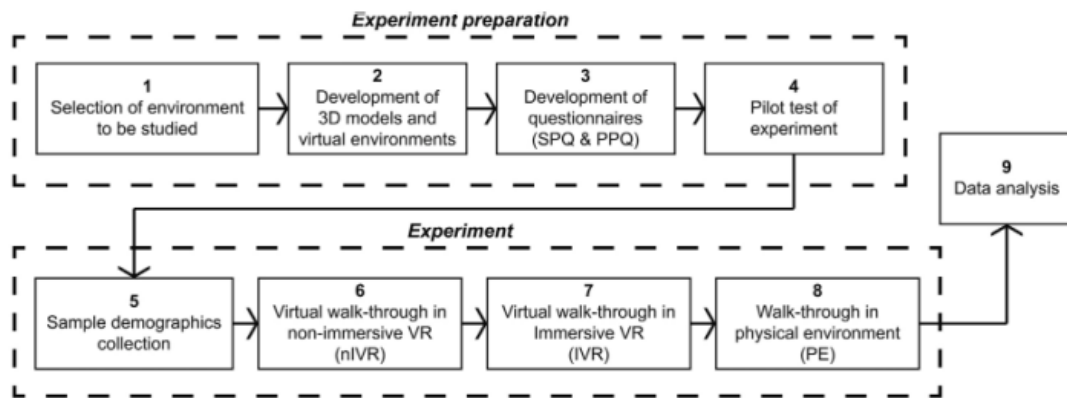 Experiment preparation
1
Selection of environment
to be studied
2
Development of
3D models and
virtual environments
3
Development of
questionnaires
(SPQ & PPQ)
4
Pilot test of
experiment
9
Data analysis
Experiment
5
Sample demographics
collection
6
Virtual walk-through in
non-immersive VR
(nIVR)
7
Virtual walk-through in
Immersive VR
(IVR)
8
Walk-through in
physical environment
(PE)